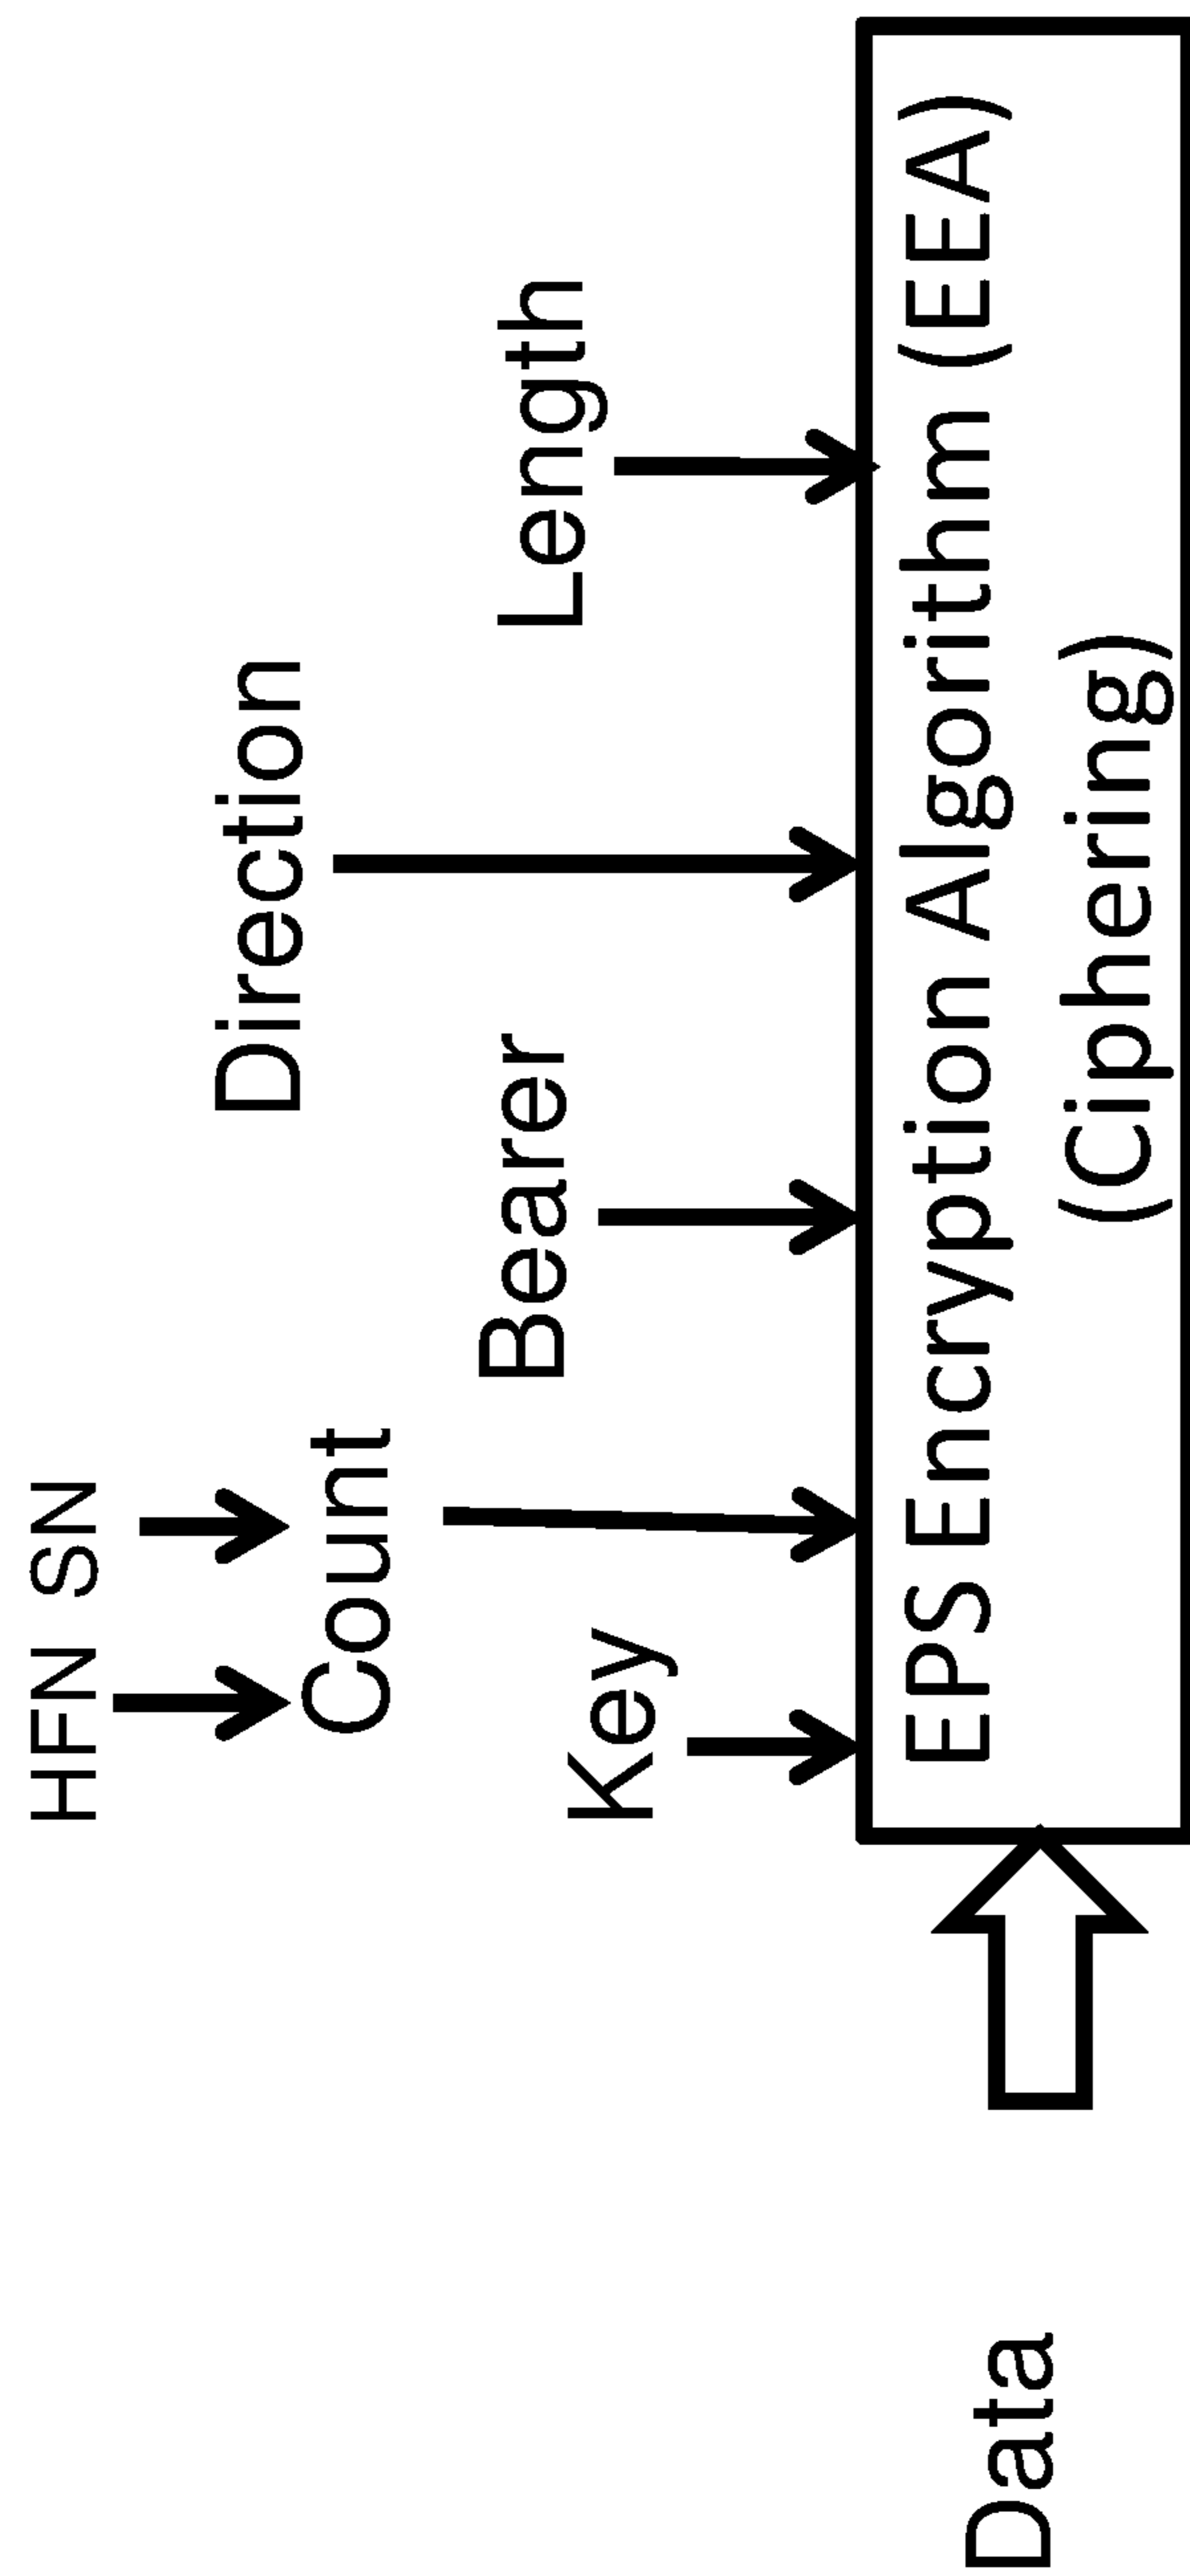 HFN SN
Direction
Count
Bearer
Length
Key
EPS Encryption Algorithm (EEA)
(Ciphering)
Data